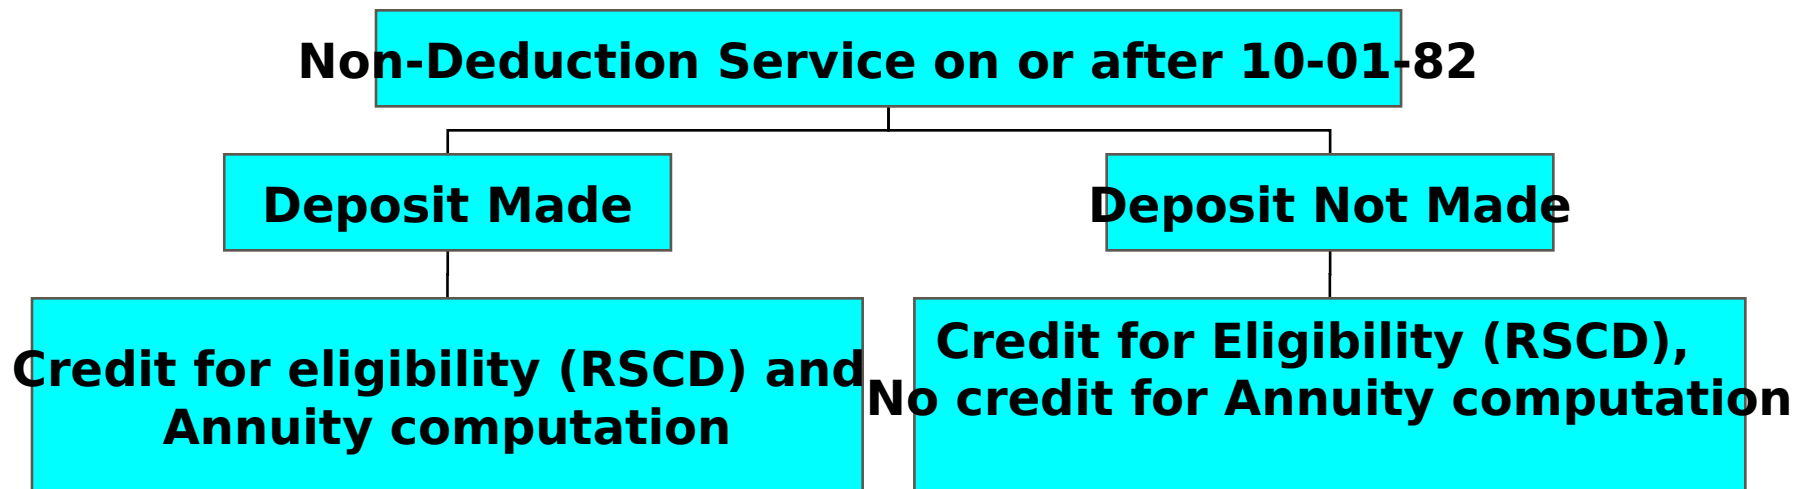 Non-Deduction Service on or after 10-01-82
Deposit Made
Deposit Not Made
Credit for eligibility (RSCD) and
Annuity computation
Credit for Eligibility (RSCD),
No credit for Annuity computation